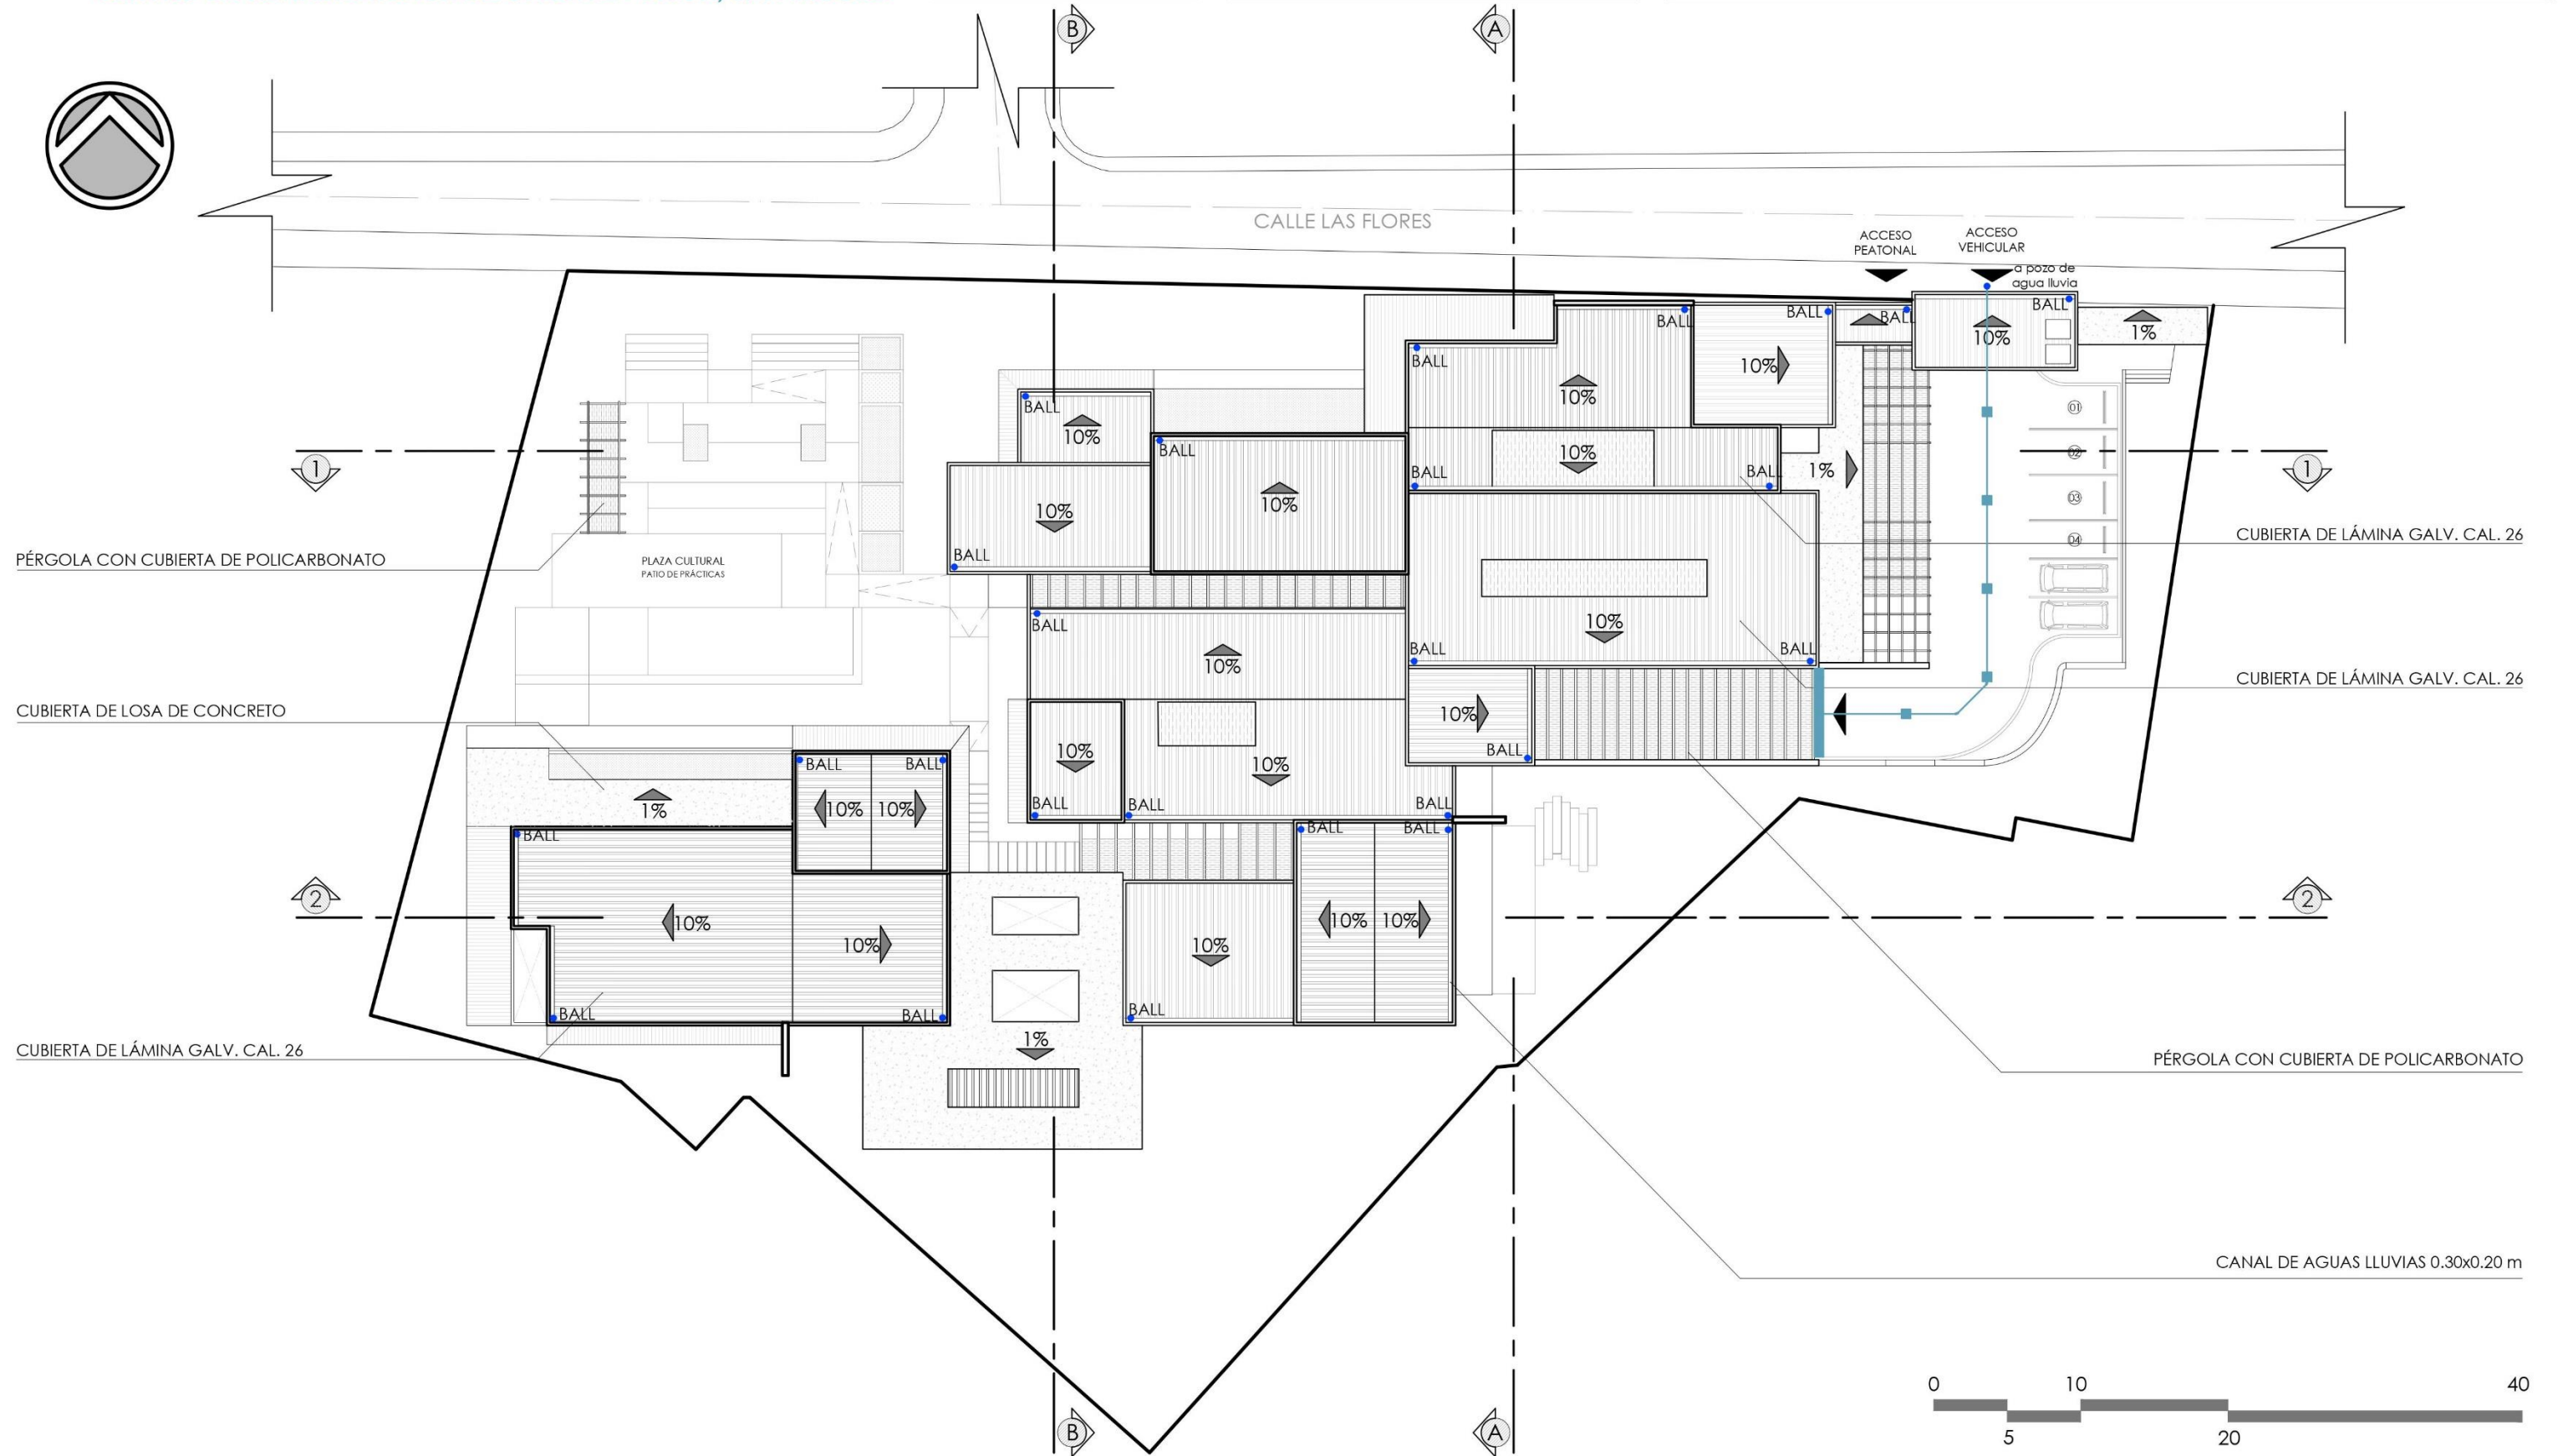 B
A
CALLE LAS FLORES
ACCESO
PEATONAL
ACCESO
VEHICULAR
a pozo de
agua lluvia
BALL
BALL
BALL
BALL
BALL
1%
10%
BALL
10%
10%
01
BALL
10%
BALL
10%
02
1
BALL
BALL
1%
1
10%
03
10%
CUBIERTA DE LÁMINA GALV. CAL. 26
04
BALL
PÉRGOLA CON CUBIERTA DE POLICARBONATO
PLAZA CULTURAL
PATIO DE PRÁCTICAS
BALL
10%
BALL
BALL
10%
CUBIERTA DE LÁMINA GALV. CAL. 26
CUBIERTA DE LOSA DE CONCRETO
10%
10%
BALL
10%
BALL
BALL
1%
10%
10%
BALL
BALL
BALL
BALL
BALL
BALL
2
2
10%
10%
10%
10%
10%
10%
BALL
BALL
BALL
1%
CUBIERTA DE LÁMINA GALV. CAL. 26
PÉRGOLA CON CUBIERTA DE POLICARBONATO
CANAL DE AGUAS LLUVIAS 0.30x0.20 m
0
10
40
5
20
B
A